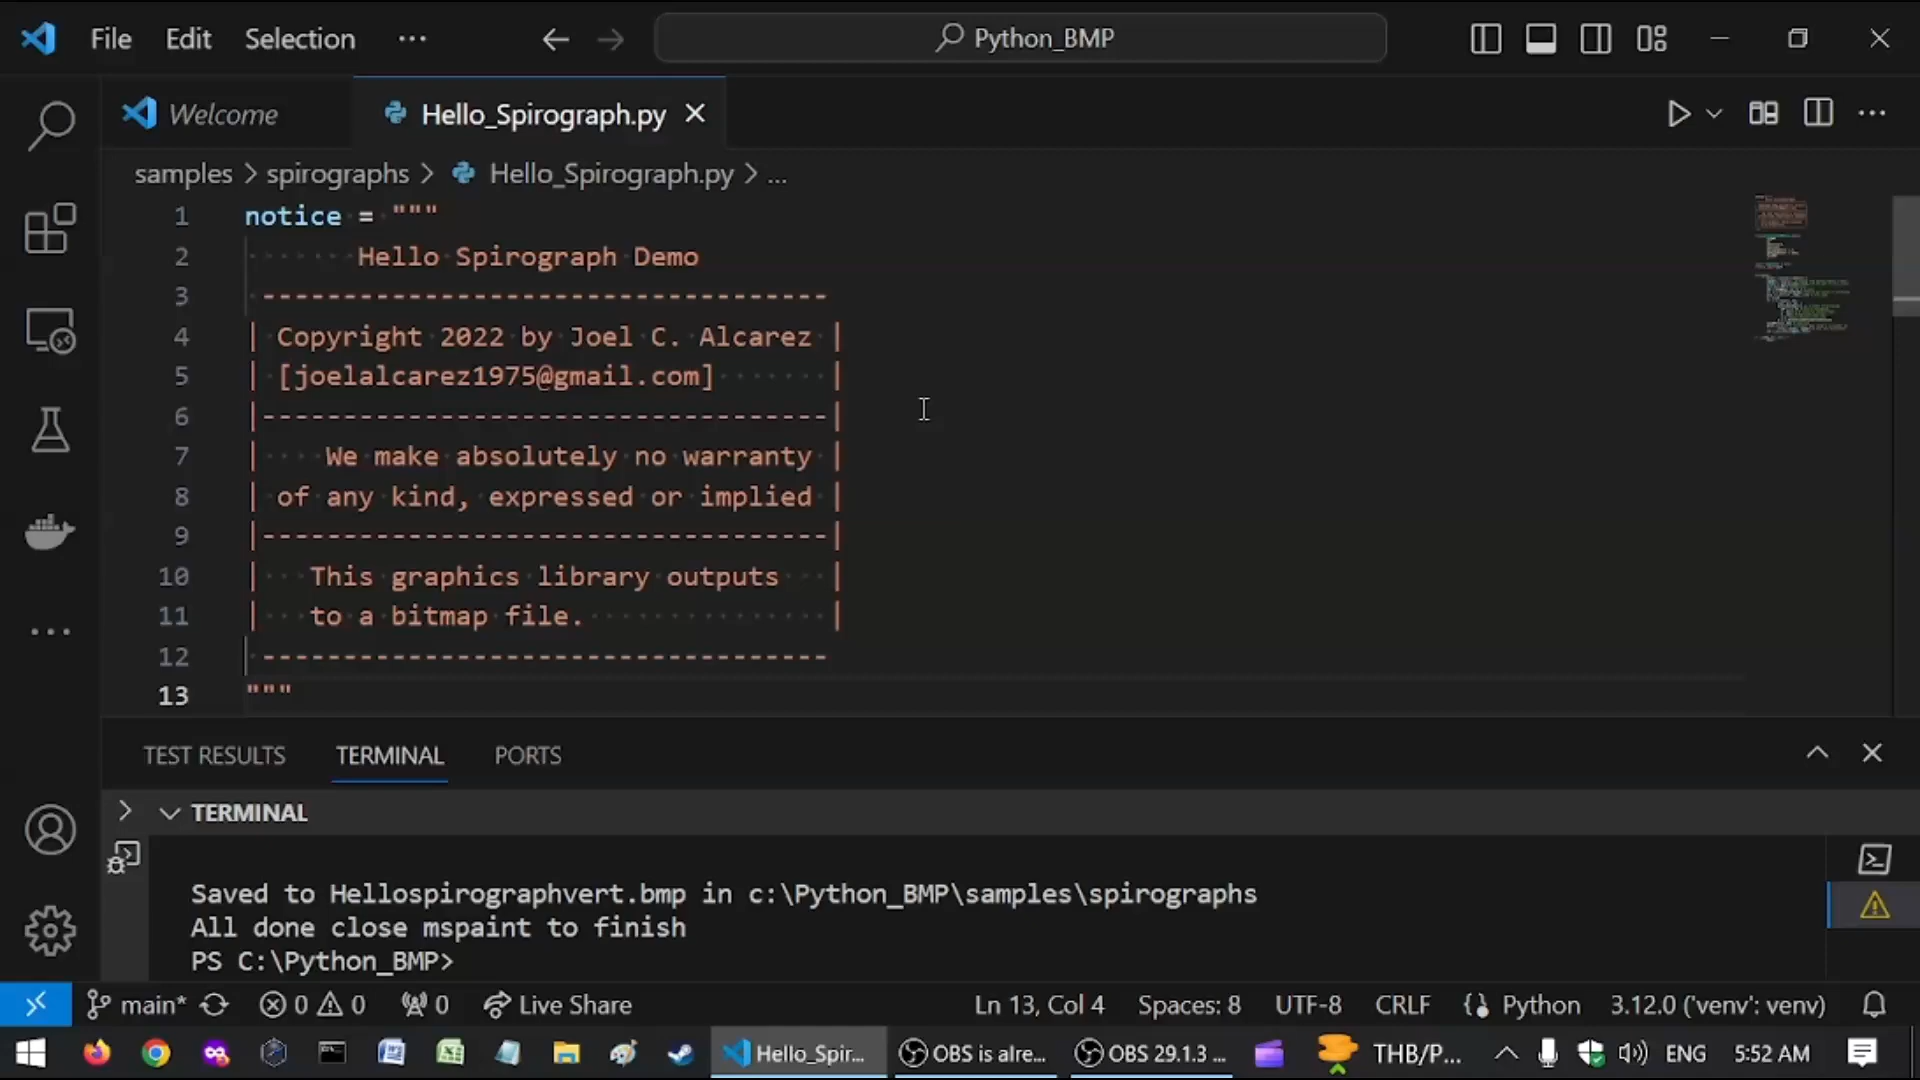 File Edit Selection ··· Python_BMP
Welcome Hello_Spirograph.py
samples > spirographs > Hello_Spirograph.py > ...
1 notice = """
2 Hello Spirograph Demo
3 -----------------------------------
4 | Copyright 2022 by Joel C. Alcarez |
5 | [joelalcarez1975@gmail.com] |
6 |-----------------------------------|
7 | We make absolutely no warranty |
8 | of any kind, expressed or implied |
9 |-----------------------------------|
10 | This graphics library outputs |
11 | to a bitmap file. |
12 -----------------------------------
13 """
TEST RESULTS TERMINAL PORTS
TERMINAL
Saved to Hellospirographvert.bmp in c:\Python_BMP\samples\spirographs
All done close mspaint to finish
PS C:\Python_BMP>
main* 0 0 0 Live Share Ln 13, Col 4 Spaces: 8 UTF-8 CRLF Python 3.12.0 ('venv': venv)
Hello_Spir... OBS is alre... OBS 29.1.3 ... THB/P... ENG 5:52 AM